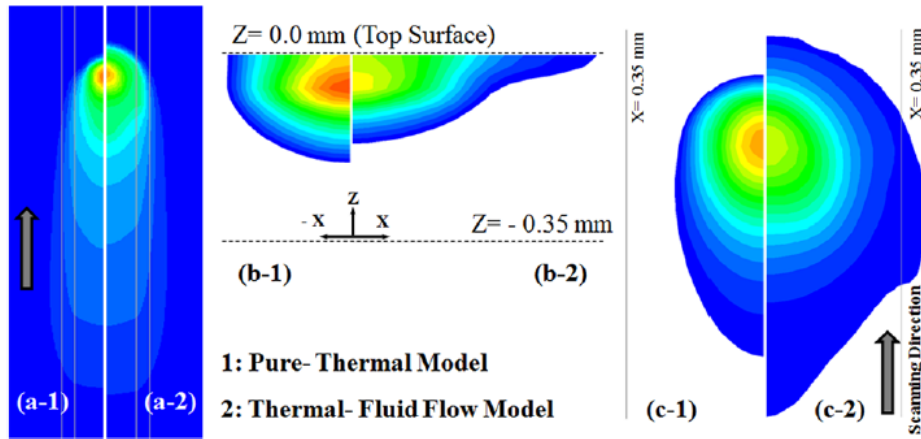 Z= 0.0 mm (Top Surface)
X= 0.35 mm
X= 0.35 mm
Z
- X
X
Z= - 0.35 mm
(b-1)
(b-2)
1: Pure- Thermal Model
2: Thermal- Fluid Flow Model
(a-1)
(a-2)
(c-1)
(c-2)
Scanning Direction